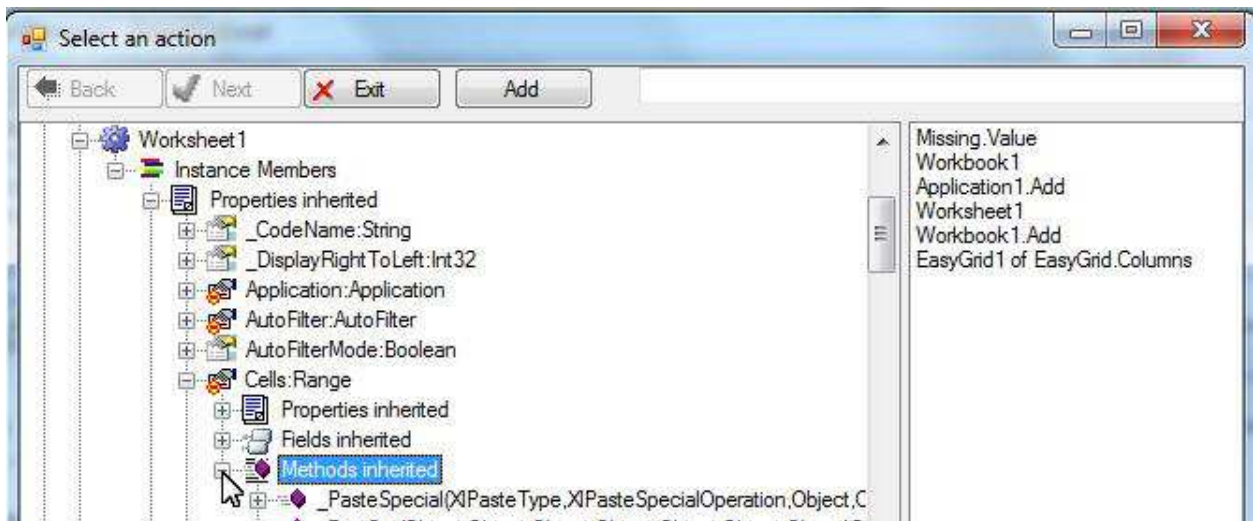 Select an action
Back Next Exit Add
Worksheet1
Instance Members
Properties inherited
_CodeName:String
_DisplayRightToLeft:Int32
Application:Application
AutoFilter:AutoFilter
AutoFilterMode:Boolean
Cells:Range
Properties inherited
Fields inherited
Methods inherited
_PasteSpecial(XlPasteType,XlPasteSpecialOperation,Object,C
Missing.Value
Workbook1
Application1.Add
Worksheet1
Workbook1.Add
EasyGrid1 of EasyGrid.Columns